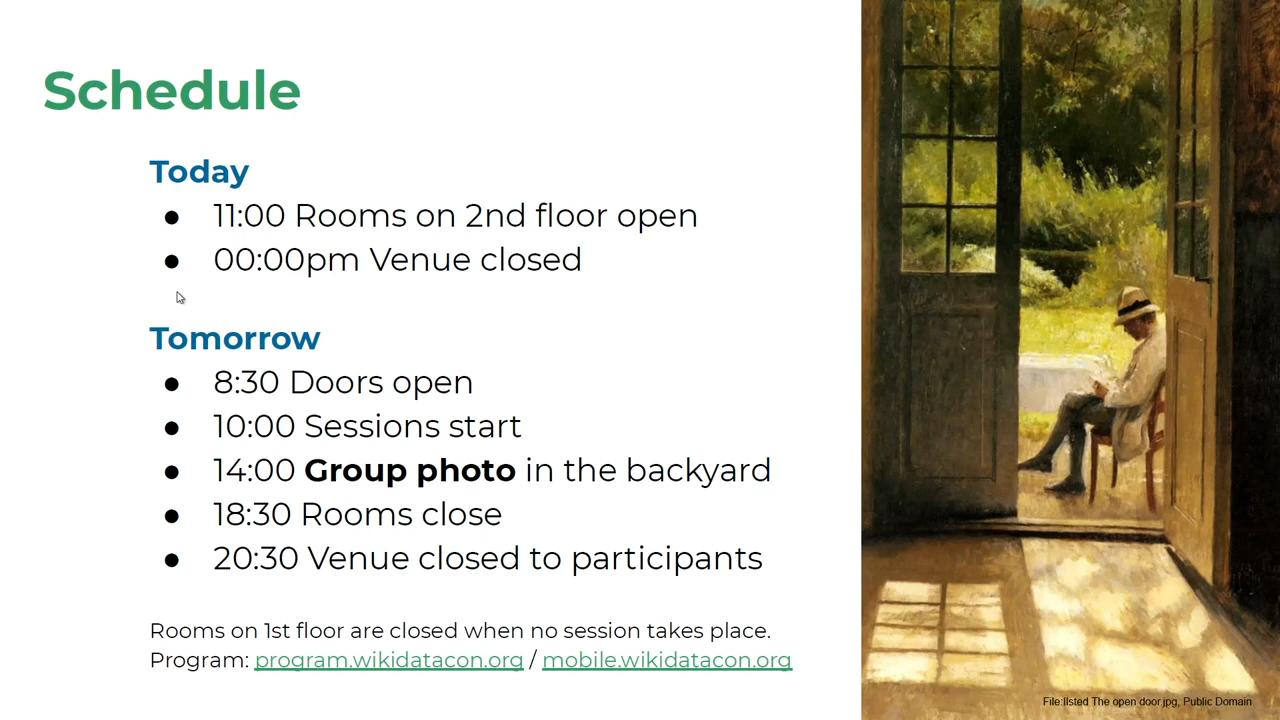 Schedule
Today
● 11:00 Rooms on 2nd floor open
● 00:00pm Venue closed
Tomorrow
● 8:30 Doors open
● 10:00 Sessions start
● 14:00 Group photo in the backyard
● 18:30 Rooms close
● 20:30 Venue closed to participants
Rooms on 1st floor are closed when no session takes place.
Program: program.wikidatacon.org / mobile.wikidatacon.org
File:Ilsted The open door.jpg, Public Domain